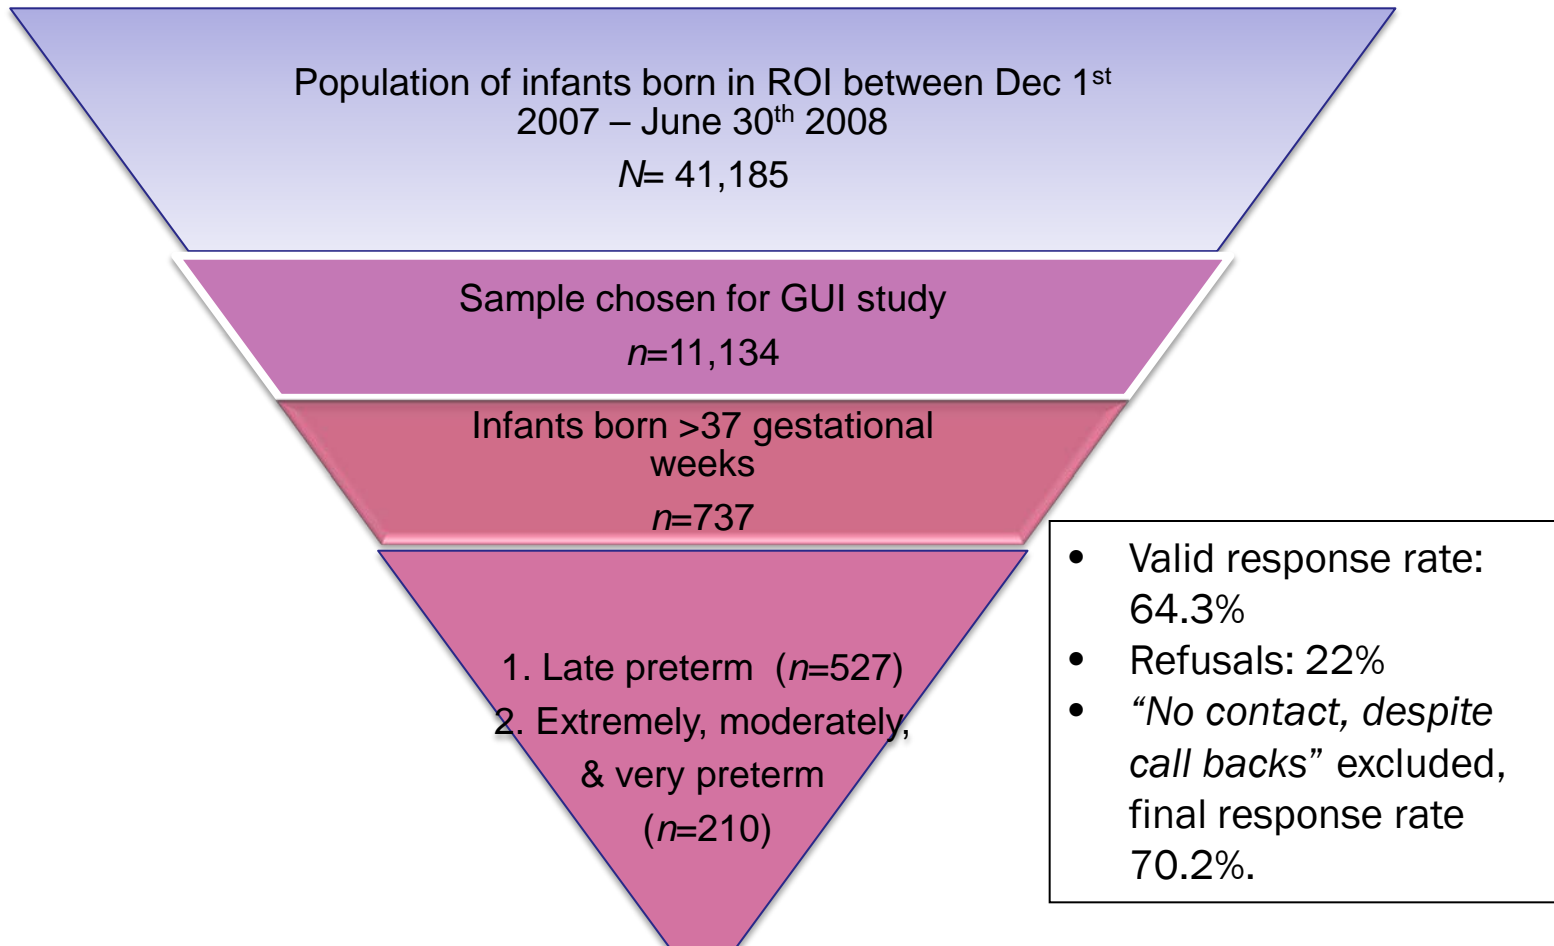 Population of infants born in ROI between Dec 1st
2007 – June 30th 2008
N= 41,185
Sample chosen for GUI study
n=11,134
Infants born >37 gestational
weeks
n=737
1. Late preterm (n=527)
2. Extremely, moderately,
& very preterm
(n=210)
• Valid response rate:
64.3%
• Refusals: 22%
• “No contact, despite
call backs” excluded,
final response rate
70.2%.